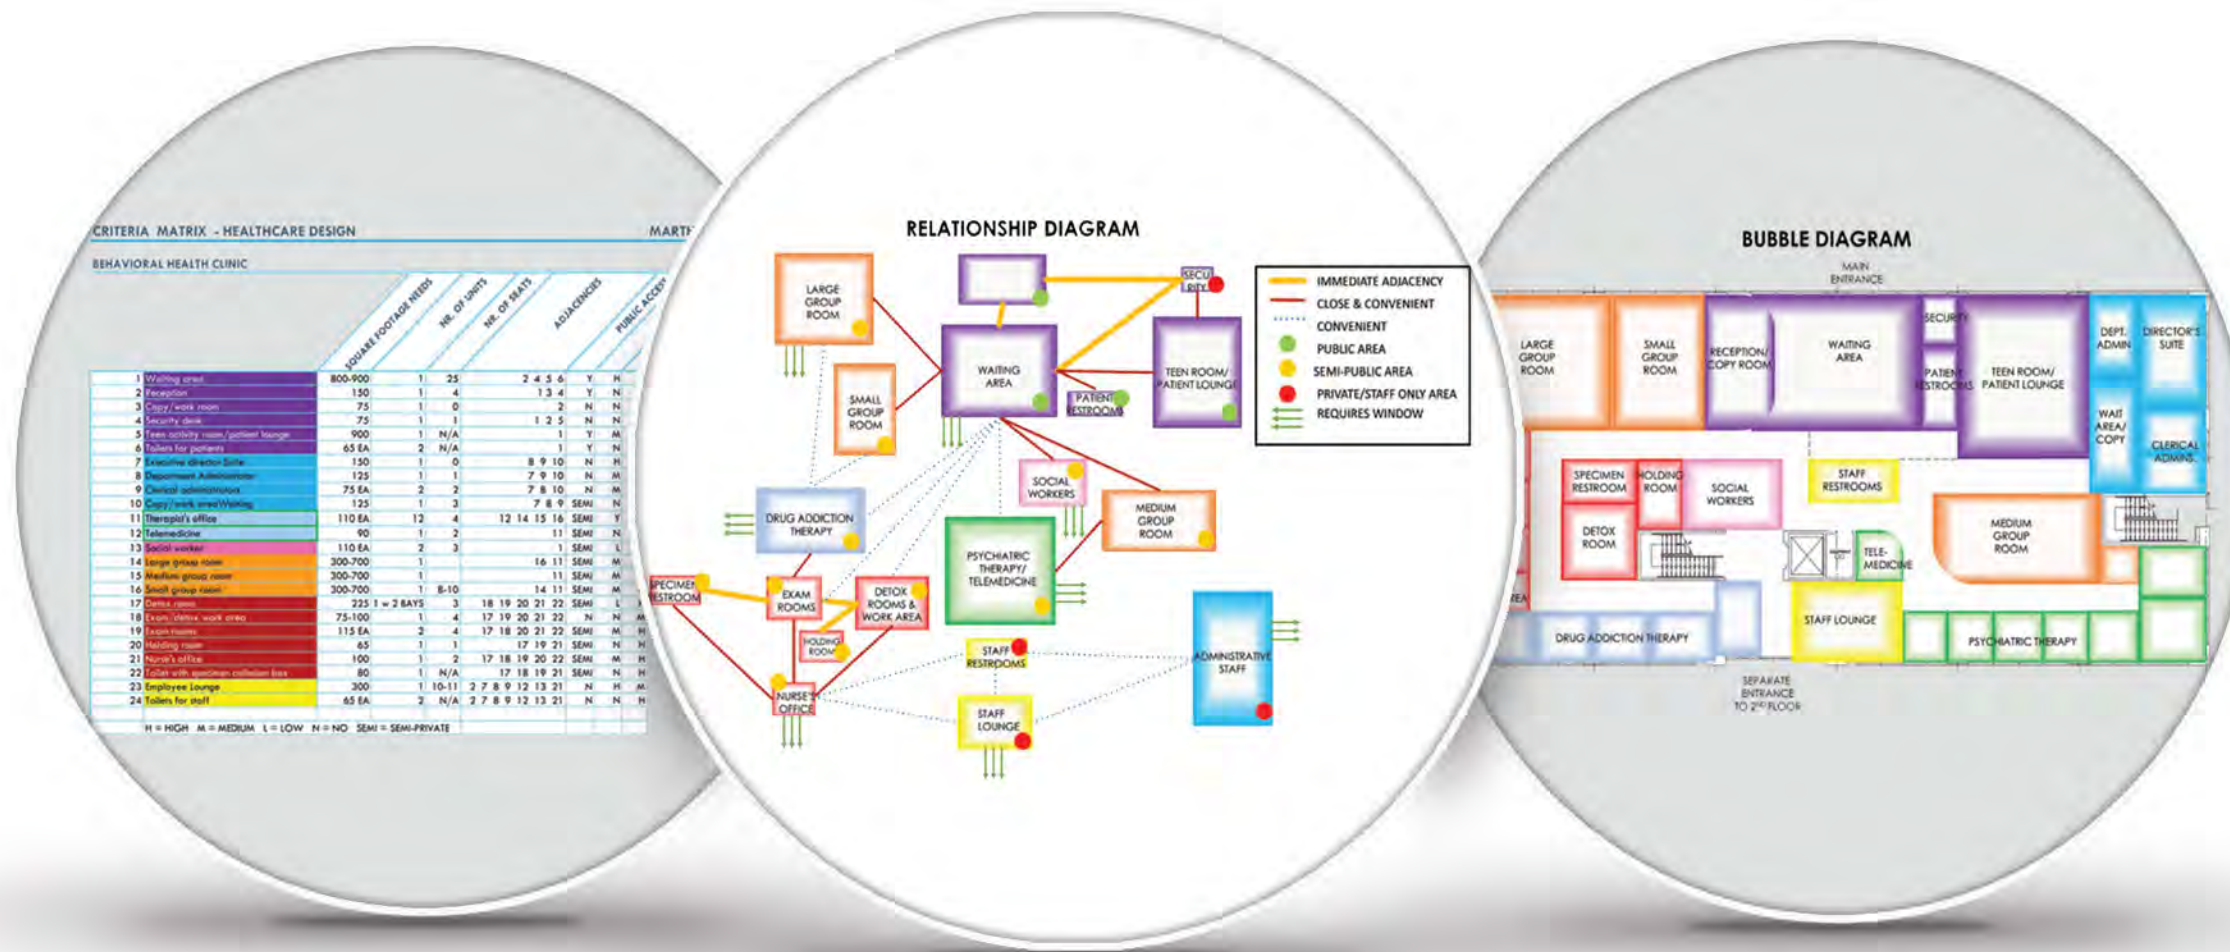 CRITERIA MATRIX - HEALTHCARE DESIGN MARTH
BEHAVIORAL HEALTH CLINIC
SQUARE FOOTAGE NEEDS
NR. OF UNITS
NR. OF SEATS
ADJACENCIES
PUBLIC ACCESS
1 Waiting area 800-900 1 25 2 4 5 6 Y H
2 Reception 150 1 4 1 3 4 Y N
3 Copy/work room 75 1 0 2 N N
4 Security desk 75 1 1 1 2 5 N N
5 Teen activity room/patient lounge 900 1 N/A 1 Y M
6 Toilets for patients 65 EA 2 N/A 1 Y N
7 Executive director Suite 150 1 0 8 9 10 N H
8 Department Administrator 125 1 1 7 9 10 N M
9 Clerical administrators 75 EA 2 2 7 8 10 N M
10 Copy/work area/Waiting 125 1 3 7 8 9 SEMI N
11 Therapist's office 110 EA 12 4 12 14 15 16 SEMI Y
12 Telemedicine 90 1 2 11 SEMI N
13 Social worker 110 EA 2 3 1 SEMI L
14 Large group room 300-700 1 16 11 SEMI M
15 Medium group room 300-700 1 11 SEMI M
16 Small group room 300-700 1 8-10 14 11 SEMI M
17 Detox rooms 225 1 w 2 BAYS 3 18 19 20 21 22 SEMI L
18 Exam/detox work area 75-100 1 4 17 19 20 21 22 N N M
19 Exam rooms 115 EA 2 4 17 18 20 21 22 SEMI M H
20 Holding room 65 1 1 17 19 21 SEMI N H
21 Nurse's office 100 1 2 17 18 19 20 22 SEMI M H
22 Toilet with specimen collection box 80 1 N/A 17 18 19 21 SEMI N H
23 Employee Lounge 300 1 10-11 2 7 8 9 12 13 21 N H M
24 Toilets for staff 65 EA 2 N/A 2 7 8 9 12 13 21 N N H
H = HIGH M = MEDIUM L = LOW N = NO SEMI = SEMI-PRIVATE
RELATIONSHIP DIAGRAM
LARGE
GROUP
ROOM
SECU
RITY
WAITING
AREA
TEEN ROOM/
PATIENT LOUNGE
PATIENT
RESTROOMS
SMALL
GROUP
ROOM
SOCIAL
WORKERS
MEDIUM
GROUP
ROOM
DRUG ADDICTION
THERAPY
PSYCHIATRIC
THERAPY/
TELEMEDICINE
SPECIMEN
RESTROOM
EXAM
ROOMS
DETOX
ROOMS &
WORK AREA
HOLDING
ROOM
STAFF
RESTROOMS
ADMINISTRATIVE
STAFF
NURSE'S
OFFICE
STAFF
LOUNGE
IMMEDIATE ADJACENCY
CLOSE & CONVENIENT
CONVENIENT
PUBLIC AREA
SEMI-PUBLIC AREA
PRIVATE/STAFF ONLY AREA
REQUIRES WINDOW
BUBBLE DIAGRAM
MAIN
ENTRANCE
LARGE
GROUP
ROOM
SMALL
GROUP
ROOM
RECEPTION/
COPY ROOM
WAITING
AREA
SECURITY
PATIENT
RESTROOMS
TEEN ROOM/
PATIENT LOUNGE
DEPT.
ADMIN
DIRECTOR'S
SUITE
WAIT
AREA/
COPY
CLERICAL
ADMINS.
SPECIMEN
RESTROOM
HOLDING
ROOM
SOCIAL
WORKERS
STAFF
RESTROOMS
DETOX
ROOM
TELE-
MEDICINE
MEDIUM
GROUP
ROOM
DRUG ADDICTION THERAPY
STAFF LOUNGE
PSYCHIATRIC THERAPY
SEPARATE
ENTRANCE
TO 2ND FLOOR